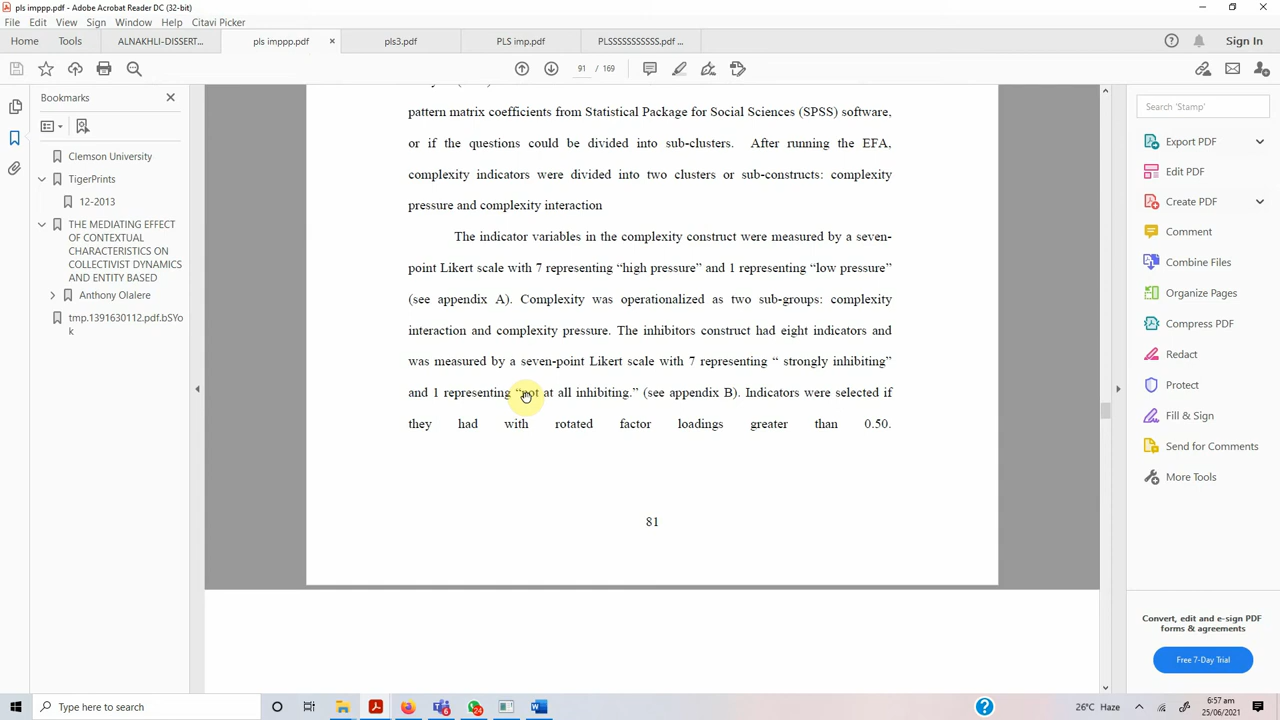 pls imppp.pdf - Adobe Acrobat Reader DC (32-bit)
File Edit View Sign Window Help Citavi Picker
Home Tools ALNAKHLI-DISSERT... pls imppp.pdf × pls3.pdf PLS imp.pdf PLSSSSSSSSSS.pdf ... Sign In
91 / 169
Bookmarks
Clemson University
TigerPrints
12-2013
THE MEDIATING EFFECT
OF CONTEXTUAL
CHARACTERISTICS ON
COLLECTIVIST DYNAMICS
AND ENTITY BASED
Anthony Olalere
tmp.1391630112.pdf.bSYo
k
pattern matrix coefficients from Statistical Package for Social Sciences (SPSS) software,
or if the questions could be divided into sub-clusters. After running the EFA,
complexity indicators were divided into two clusters or sub-constructs: complexity
pressure and complexity interaction
The indicator variables in the complexity construct were measured by a seven-
point Likert scale with 7 representing “high pressure” and 1 representing “low pressure”
(see appendix A). Complexity was operationalized as two sub-groups: complexity
interaction and complexity pressure. The inhibitors construct had eight indicators and
was measured by a seven-point Likert scale with 7 representing “ strongly inhibiting”
and 1 representing “not at all inhibiting.” (see appendix B). Indicators were selected if
they had with rotated factor loadings greater than 0.50.
81
Search 'Stamp'
Export PDF
Edit PDF
Create PDF
Comment
Combine Files
Organize Pages
Compress PDF
Redact
Protect
Fill & Sign
Send for Comments
More Tools
Convert, edit and e-sign PDF
forms & agreements
Free 7-Day Trial
Type here to search
26°C Haze
6:57 am
25/06/2021